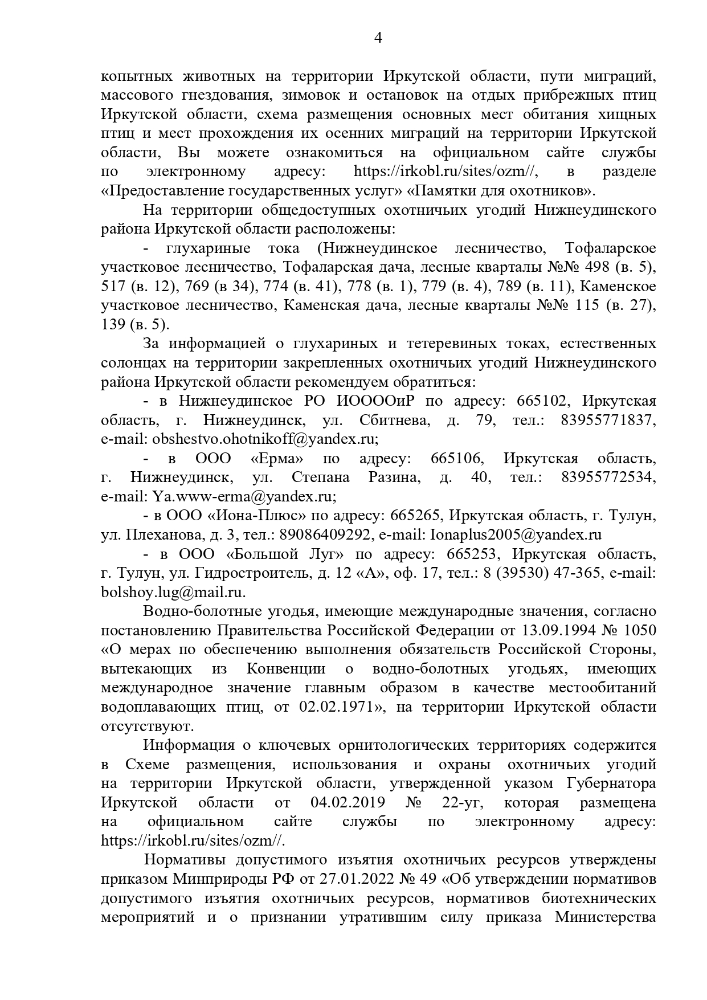 4
копытных животных на территории Иркутской области, пути миграций,
массового гнездования, зимовок и остановок на отдых прибрежных птиц
Иркутской области, схема размещения основных мест обитания хищных
птиц и мест прохождения их осенних миграций на территории Иркутской
области, Вы можете ознакомиться на официальном сайте службы
по электронному адресу: https://irkobl.ru/sites/ozm//, в разделе
«Предоставление государственных услуг» «Памятки для охотников».
На территории общедоступных охотничьих угодий Нижнеудинского
района Иркутской области расположены:
- глухариные тока (Нижнеудинское лесничество, Тофаларское
участковое лесничество, Тофаларская дача, лесные кварталы №№ 498 (в. 5),
517 (в. 12), 769 (в 34), 774 (в. 41), 778 (в. 1), 779 (в. 4), 789 (в. 11), Каменское
участковое лесничество, Каменская дача, лесные кварталы №№ 115 (в. 27),
139 (в. 5).
За информацией о глухариных и тетеревиных токах, естественных
солонцах на территории закрепленных охотничьих угодий Нижнеудинского
района Иркутской области рекомендуем обратиться:
- в Нижнеудинское РО ИООООиР по адресу: 665102, Иркутская
область, г. Нижнеудинск, ул. Сбитнева, д. 79, тел.: 83955771837,
e-mail: obshestvo.ohotnikoff@yandex.ru;
- в ООО «Ерма» по адресу: 665106, Иркутская область,
г. Нижнеудинск, ул. Степана Разина, д. 40, тел.: 83955772534,
e-mail: Ya.www-erma@yandex.ru;
- в ООО «Иона-Плюс» по адресу: 665265, Иркутская область, г. Тулун,
ул. Плеханова, д. 3, тел.: 89086409292, e-mail: Ionaplus2005@yandex.ru
- в ООО «Большой Луг» по адресу: 665253, Иркутская область,
г. Тулун, ул. Гидростроитель, д. 12 «А», оф. 17, тел.: 8 (39530) 47-365, e-mail:
bolshoy.lug@mail.ru.
Водно-болотные угодья, имеющие международные значения, согласно
постановлению Правительства Российской Федерации от 13.09.1994 № 1050
«О мерах по обеспечению выполнения обязательств Российской Стороны,
вытекающих из Конвенции о водно-болотных угодьях, имеющих
международное значение главным образом в качестве местообитаний
водоплавающих птиц, от 02.02.1971», на территории Иркутской области
отсутствуют.
Информация о ключевых орнитологических территориях содержится
в Схеме размещения, использования и охраны охотничьих угодий
на территории Иркутской области, утвержденной указом Губернатора
Иркутской области от 04.02.2019 № 22-уг, которая размещена
на официальном сайте службы по электронному адресу:
https://irkobl.ru/sites/ozm//.
Нормативы допустимого изъятия охотничьих ресурсов утверждены
приказом Минприроды РФ от 27.01.2022 № 49 «Об утверждении нормативов
допустимого изъятия охотничьих ресурсов, нормативов биотехнических
мероприятий и о признании утратившим силу приказа Министерства